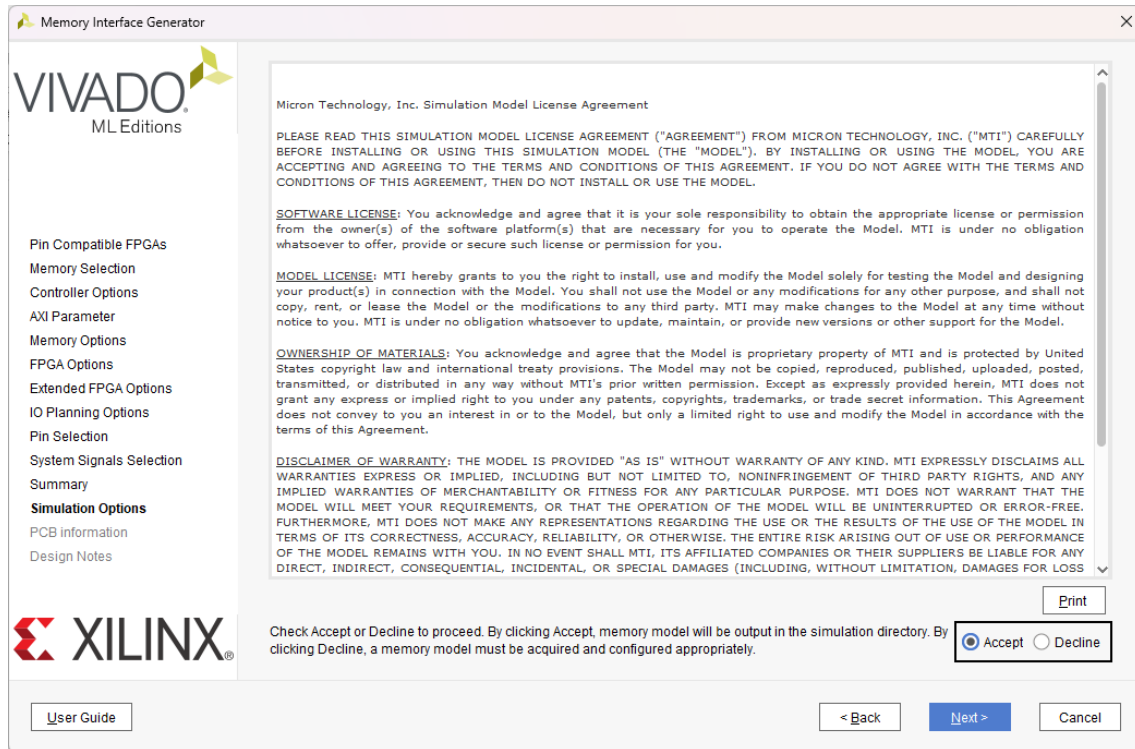 Memory Interface Generator
VIVADO.
ML Editions
Pin Compatible FPGAs
Memory Selection
Controller Options
AXI Parameter
Memory Options
FPGA Options
Extended FPGA Options
IO Planning Options
Pin Selection
System Signals Selection
Summary
Simulation Options
PCB information
Design Notes
XILINX®
Micron Technology, Inc. Simulation Model License Agreement
PLEASE READ THIS SIMULATION MODEL LICENSE AGREEMENT ("AGREEMENT") FROM MICRON TECHNOLOGY, INC. ("MTI") CAREFULLY
BEFORE INSTALLING OR USING THIS SIMULATION MODEL (THE "MODEL"). BY INSTALLING OR USING THE MODEL, YOU ARE
ACCEPTING AND AGREEING TO THE TERMS AND CONDITIONS OF THIS AGREEMENT. IF YOU DO NOT AGREE WITH THE TERMS AND
CONDITIONS OF THIS AGREEMENT, THEN DO NOT INSTALL OR USE THE MODEL.
SOFTWARE LICENSE: You acknowledge and agree that it is your sole responsibility to obtain the appropriate license or permission
from the owner(s) of the software platform(s) that are necessary for you to operate the Model. MTI is under no obligation
whatsoever to offer, provide or secure such license or permission for you.
MODEL LICENSE: MTI hereby grants to you the right to install, use and modify the Model solely for testing the Model and designing
your product(s) in connection with the Model. You shall not use the Model or any modifications for any other purpose, and shall not
copy, rent, or lease the Model or the modifications to any third party. MTI may make changes to the Model at any time without
notice to you. MTI is under no obligation whatsoever to update, maintain, or provide new versions or other support for the Model.
OWNERSHIP OF MATERIALS: You acknowledge and agree that the Model is proprietary property of MTI and is protected by United
States copyright law and international treaty provisions. The Model may not be copied, reproduced, published, uploaded, posted,
transmitted, or distributed in any way without MTI's prior written permission. Except as expressly provided herein, MTI does not
grant any express or implied right to you under any patents, copyrights, trademarks, or trade secret information. This Agreement
does not convey to you an interest in or to the Model, but only a limited right to use and modify the Model in accordance with the
terms of this Agreement.
DISCLAIMER OF WARRANTY: THE MODEL IS PROVIDED "AS IS" WITHOUT WARRANTY OF ANY KIND. MTI EXPRESSLY DISCLAIMS ALL
WARRANTIES EXPRESS OR IMPLIED, INCLUDING BUT NOT LIMITED TO, NONINFRINGEMENT OF THIRD PARTY RIGHTS, AND ANY
IMPLIED WARRANTIES OF MERCHANTABILITY OR FITNESS FOR ANY PARTICULAR PURPOSE. MTI DOES NOT WARRANT THAT THE
MODEL WILL MEET YOUR REQUIREMENTS, OR THAT THE OPERATION OF THE MODEL WILL BE UNINTERRUPTED OR ERROR-FREE.
FURTHERMORE, MTI DOES NOT MAKE ANY REPRESENTATIONS REGARDING THE USE OR THE RESULTS OF THE USE OF THE MODEL IN
TERMS OF ITS CORRECTNESS, ACCURACY, RELIABILITY, OR OTHERWISE. THE ENTIRE RISK ARISING OUT OF USE OR PERFORMANCE
OF THE MODEL REMAINS WITH YOU. IN NO EVENT SHALL MTI, ITS AFFILIATED COMPANIES OR THEIR SUPPLIERS BE LIABLE FOR ANY
DIRECT, INDIRECT, CONSEQUENTIAL, INCIDENTAL, OR SPECIAL DAMAGES (INCLUDING, WITHOUT LIMITATION, DAMAGES FOR LOSS
Print
Check Accept or Decline to proceed. By clicking Accept, memory model will be output in the simulation directory. By
clicking Decline, a memory model must be acquired and configured appropriately.
Accept Decline
User Guide
< Back
Next >
Cancel